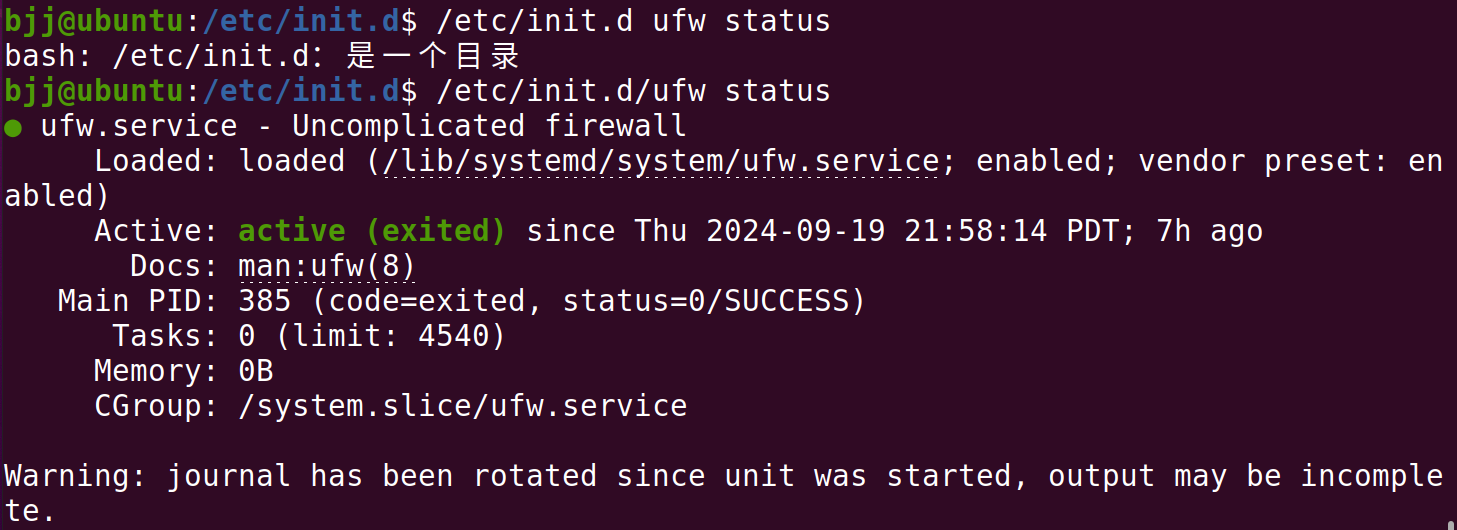 bjj@ubuntu:/etc/init.d$ /etc/init.d ufw status
bash: /etc/init.d：是一个目录
bjj@ubuntu:/etc/init.d$ /etc/init.d/ufw status
● ufw.service - Uncomplicated firewall
     Loaded: loaded (/lib/systemd/system/ufw.service; enabled; vendor preset: en
abled)
     Active: active (exited) since Thu 2024-09-19 21:58:14 PDT; 7h ago
       Docs: man:ufw(8)
   Main PID: 385 (code=exited, status=0/SUCCESS)
      Tasks: 0 (limit: 4540)
     Memory: 0B
     CGroup: /system.slice/ufw.service

Warning: journal has been rotated since unit was started, output may be incomple
te.